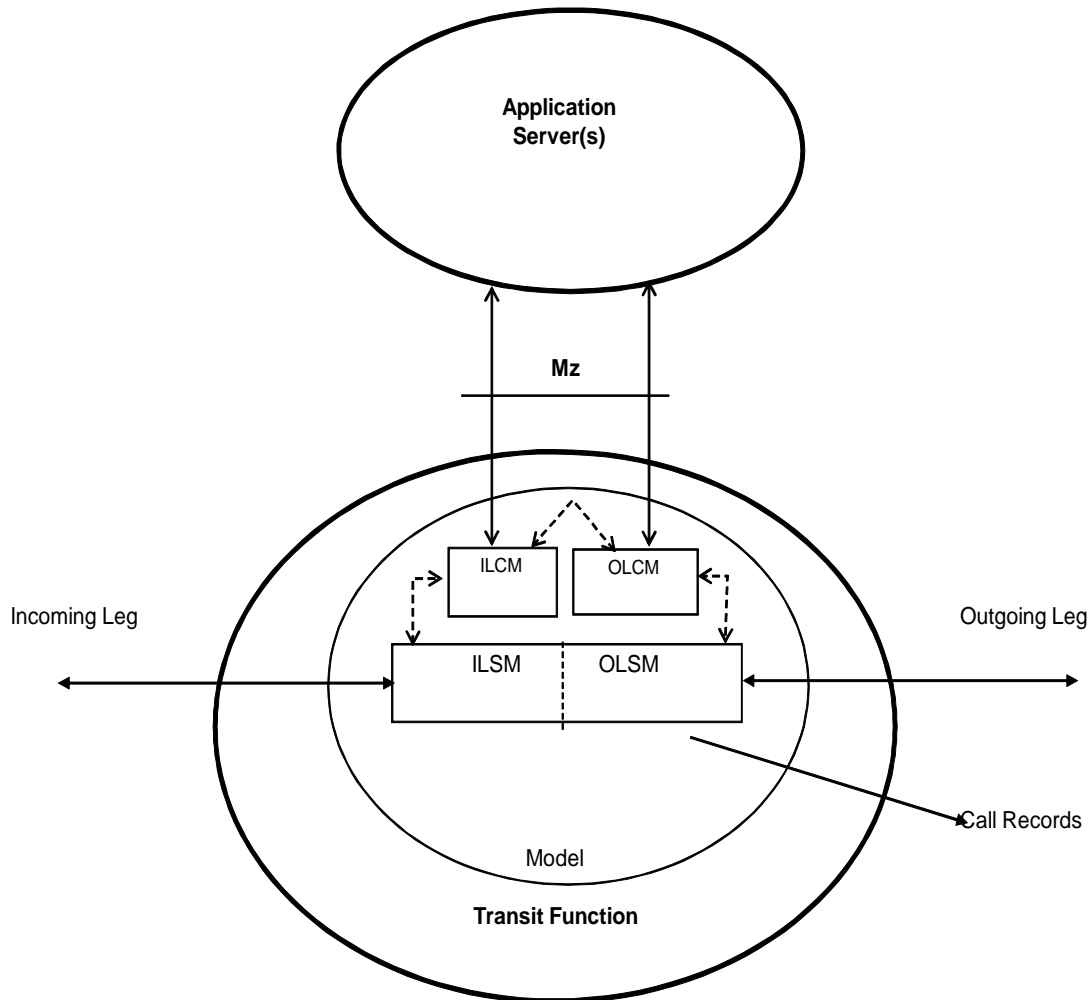 Application
Server(s)
Mz
ILCM
OLCM
Incoming Leg
Outgoing Leg
ILSM
OLSM
Call Records
Model
Transit Function